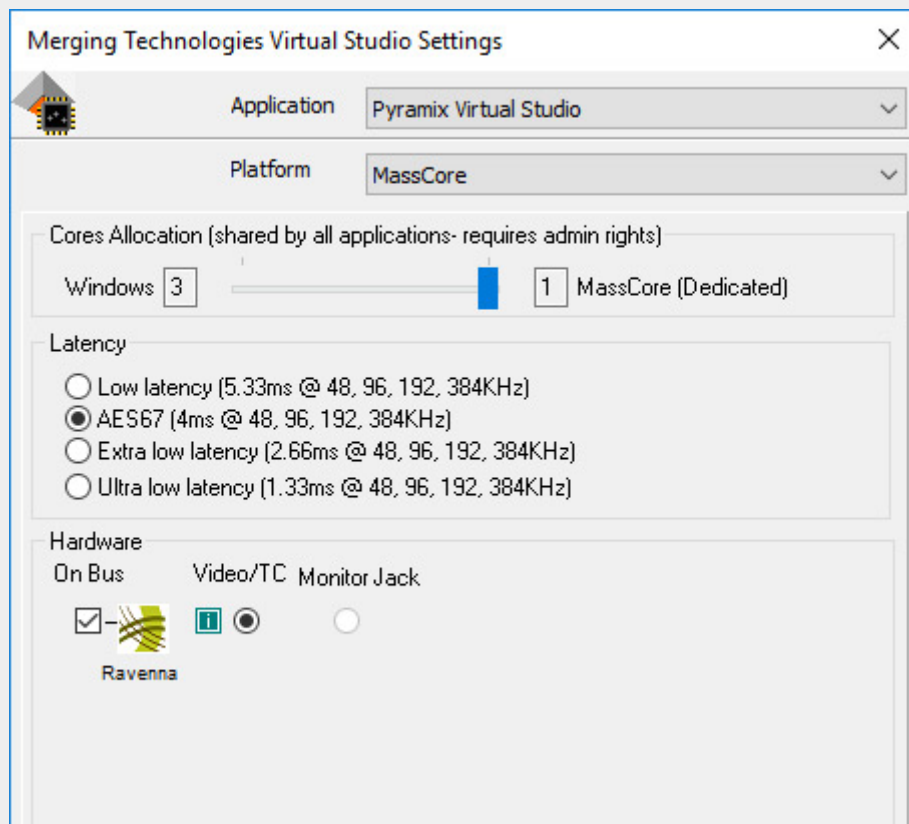 Merging Technologies Virtual Studio Settings
Application Pyramix Virtual Studio
Platform MassCore
Cores Allocation (shared by all applications- requires admin rights)
Windows 3 1 MassCore (Dedicated)
Latency
Low latency (5.33ms @ 48, 96, 192, 384KHz)
AES67 (4ms @ 48, 96, 192, 384KHz)
Extra low latency (2.66ms @ 48, 96, 192, 384KHz)
Ultra low latency (1.33ms @ 48, 96, 192, 384KHz)
Hardware
On Bus Video/TC Monitor Jack
i
Ravenna